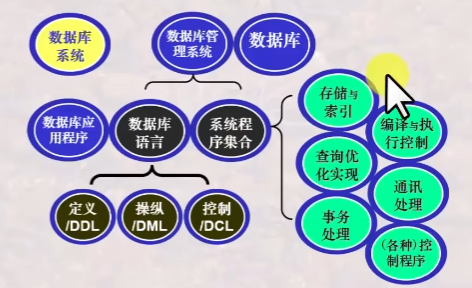 数据库
系统
数据库管
理系统
数据库
数据库应
用程序
数据库
语言
系统程
序集合
存储与
索引
编译与执
行控制
查询优
化实现
通讯
处理
事务
处理
(各种)控
制程序
定义
/DDL
操纵
/DML
控制
/DCL